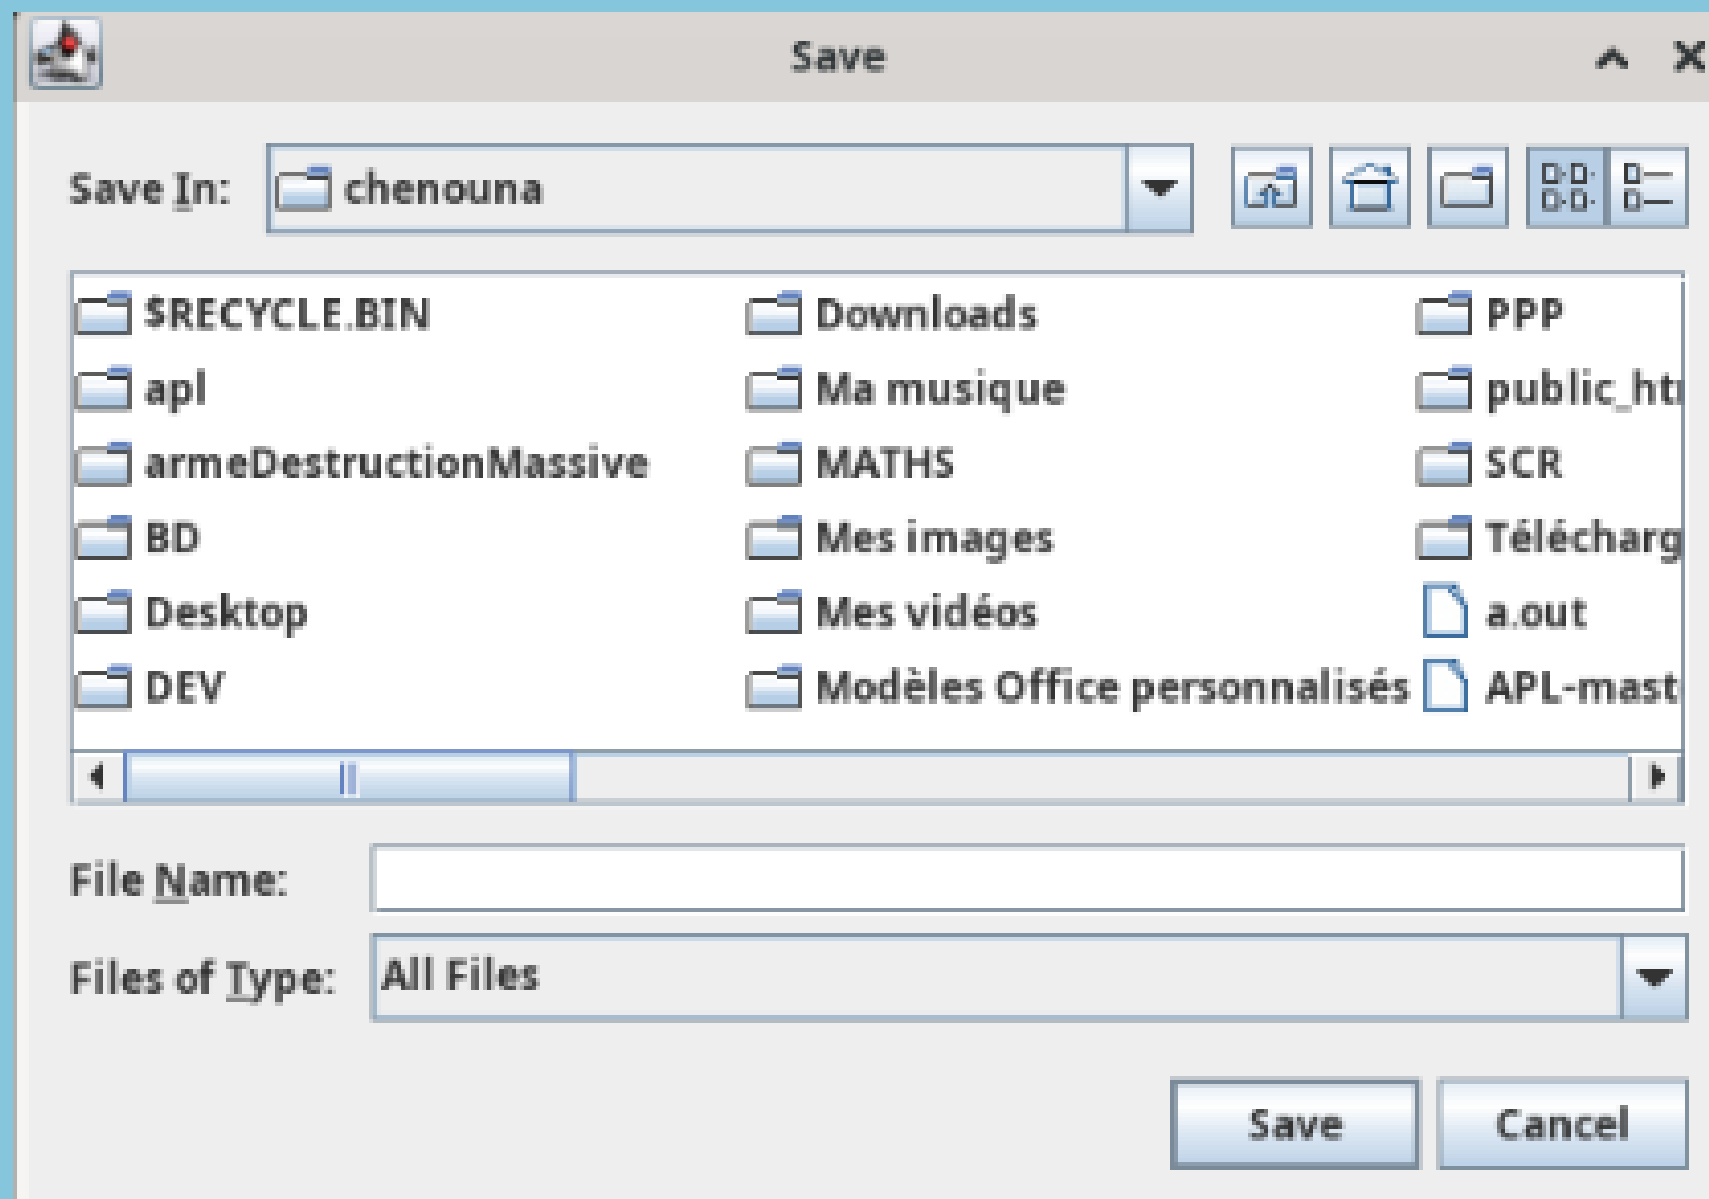 Save
Save In: chenouna
$RECYCLE.BIN Downloads PPP
apl Ma musique
armeDestructionMassive MATHS SCR
BD Mes images
Desktop Mes vidéos a.out
DEV Modèles Office personnalisés
File Name:
Files of Type: All Files
Save Cancel